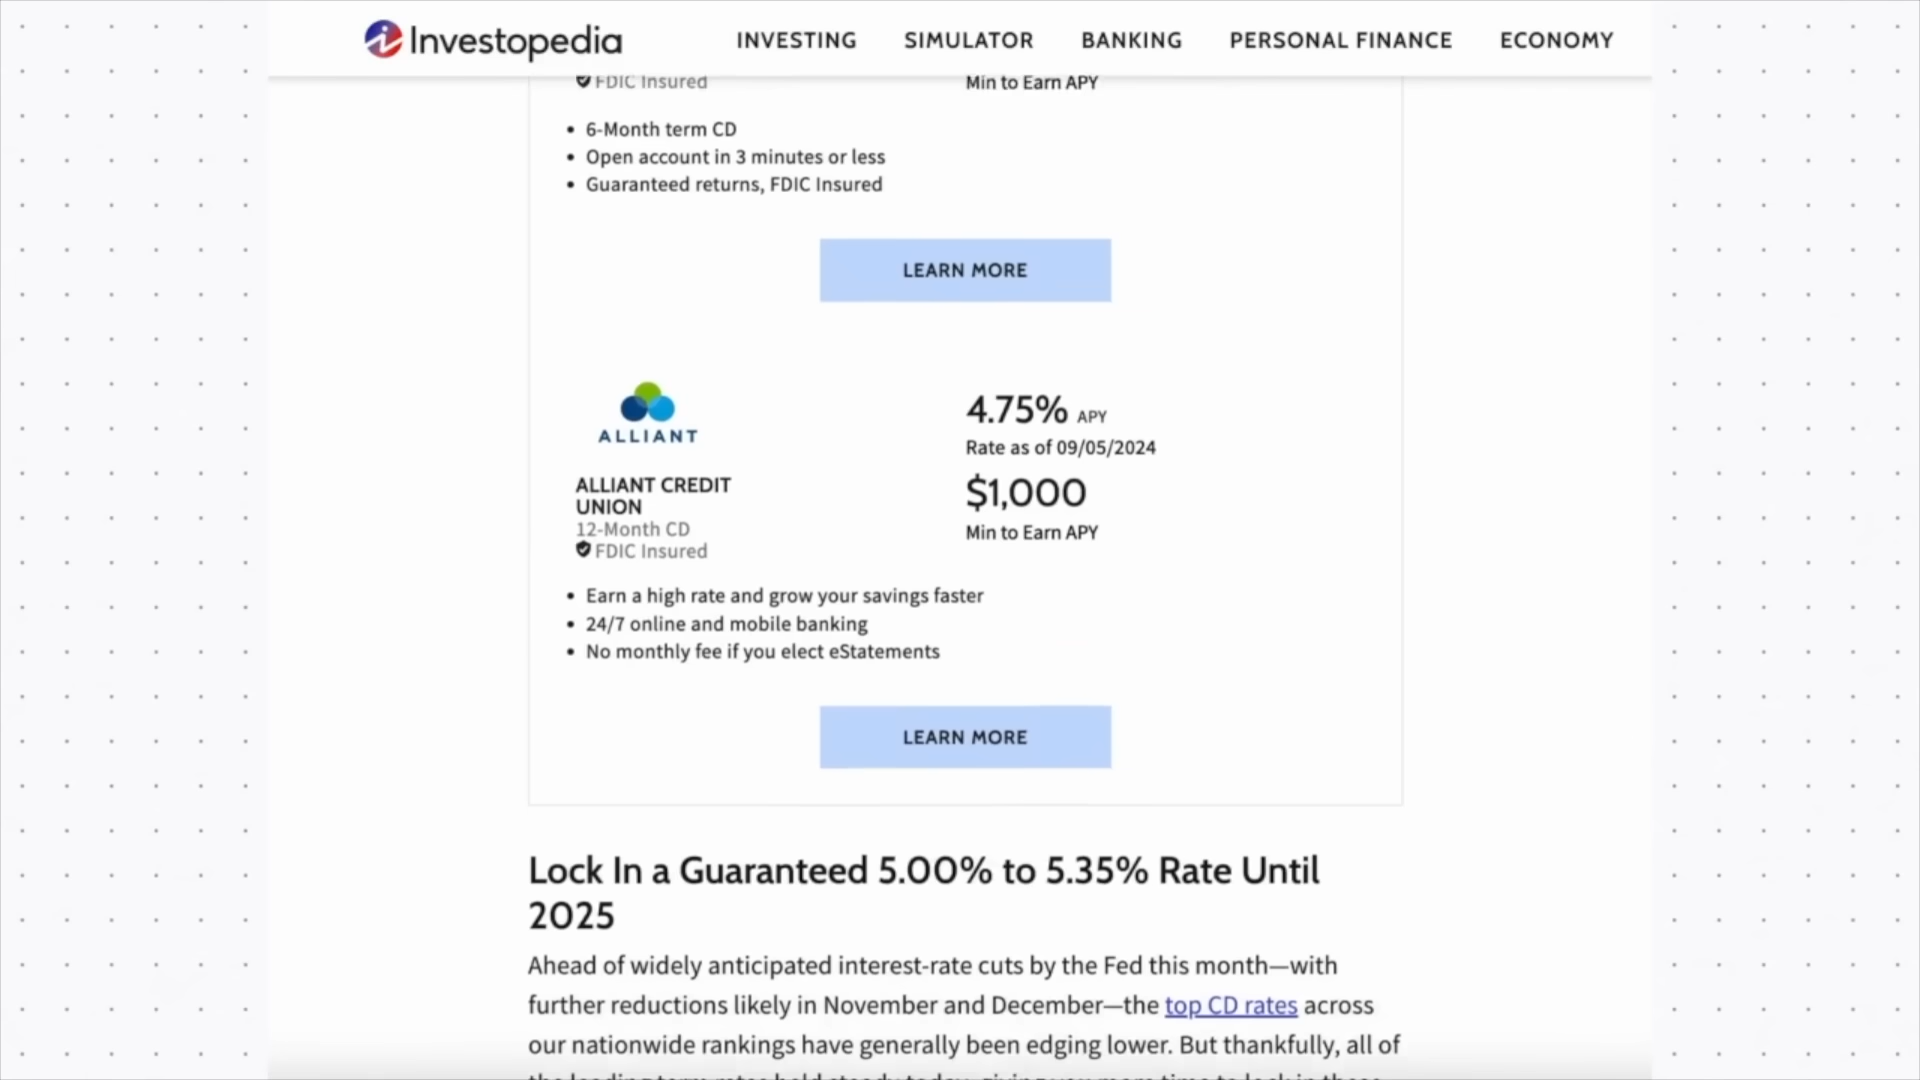 Investopedia
INVESTING SIMULATOR BANKING PERSONAL FINANCE ECONOMY
FDIC Insured
Min to Earn APY
• 6-Month term CD
• Open account in 3 minutes or less
• Guaranteed returns, FDIC Insured
LEARN MORE
ALLIANT
ALLIANT CREDIT
UNION
12-Month CD
FDIC Insured
4.75% APY
Rate as of 09/05/2024
$1,000
Min to Earn APY
• Earn a high rate and grow your savings faster
• 24/7 online and mobile banking
• No monthly fee if you elect eStatements
LEARN MORE
Lock In a Guaranteed 5.00% to 5.35% Rate Until
2025
Ahead of widely anticipated interest-rate cuts by the Fed this month—with
further reductions likely in November and December—the top CD rates across
our nationwide rankings have generally been edging lower. But thankfully, all of